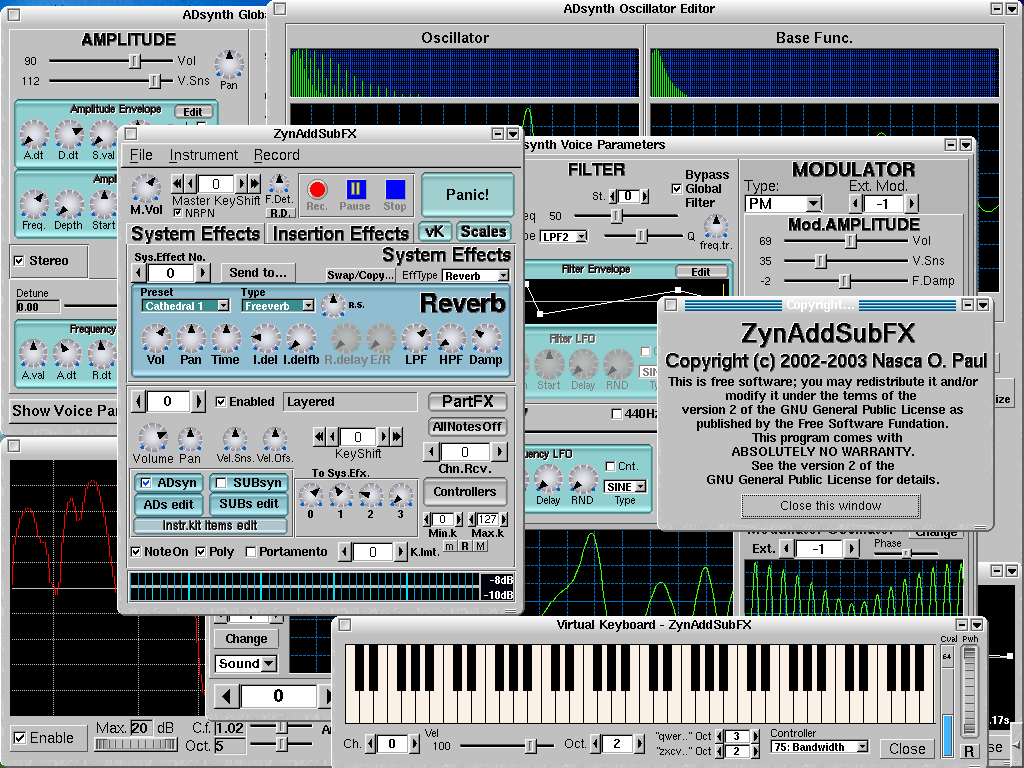 ADsynth Globa
ADsynth Oscillator Editor
AMPLITUDE
90 Vol
112 V.Sns
Pan
Amplitude Envelope Edit
A.dt D.dt S.val
Ampl
Freq. Depth Start
Stereo
Detune
0.00
Frequency
A.val A.dt R.dt
Show Voice Pa
Oscillator
Base Func.
ZynAddSubFX
File Instrument Record
M.Vol
0
Master KeyShift
NRPN
F.Det.
R.D.
Rec. Pause Stop
Panic!
System Effects Insertion Effects vK Scales
System Effects
Sys.Effect No.
0
Send to...
Swap/Copy... EffType Reverb
Preset Type
Cathedral 1 Freeverb
R.S.
Reverb
Vol Pan Time I.del I.delfb R.delay E/R LPF HPF Damp
0 Enabled Layered PartFX
AllNotesOff
Volume Pan Vel.Sns. Vel.Ofs.
0
KeyShift
0
Chn.Rcv.
ADsyn SUBsyn
ADs edit SUBs edit
Instr.kit items edit
To Sys.Efx.
0 1 2 3
Controllers
0 127
Min.k Max.k
m R M
NoteOn Poly Portamento 0 K.lmt.
-8dB
-10dB
synth Voice Parameters
FILTER
St. 0
Bypass
Global
Filter
eq 50
pe LPF2 Q
freq.tr.
Filter Envelope Edit
Filter LFO
Start Delay RND
SIN
Ty
440Hz
uency LFO
Cnt.
SINE
Delay RND Type
MODULATOR
Type: Ext. Mod.
PM -1
Mod.AMPLITUDE
69 Vol
35 V.Sns
-2 F.Damp
ize
Copyright...
ZynAddSubFX
Copyright (c) 2002-2003 Nasca O. Paul
This is free software; you may redistribute it and/or
modify it under the terms of the
version 2 of the GNU General Public License as
published by the Free Software Fundation.
This program comes with
ABSOLUTELY NO WARRANTY.
See the version 2 of the
GNU General Public License for details.
Close this window
Change
Ext. -1 Phase
Change
Sound
0
Enable
Max. 20 dB
C.f. 1.02
Oct. 5
Virtual Keyboard - ZynAddSubFX
Cval Pwh
64
Ch. 0
Vel
100
Oct. 2
"qwer.." Oct 3
"zxcv.." Oct 2
Controller
75: Bandwidth
Close
R
.17s
se